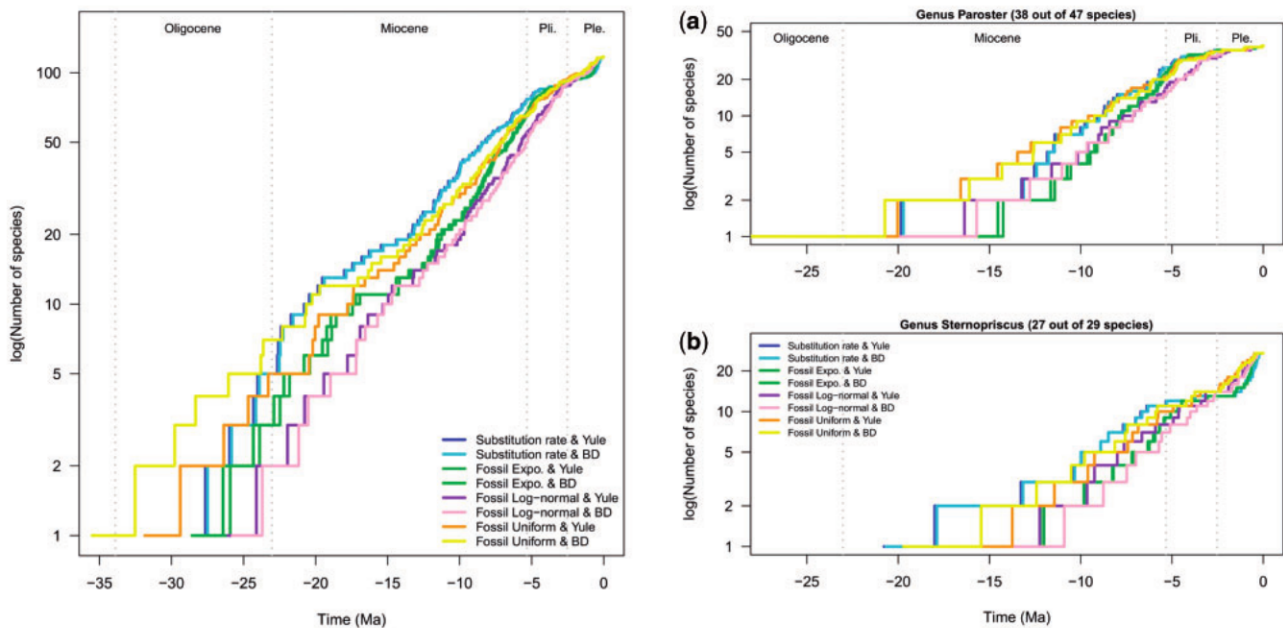 Oligocene
Miocene
Pli.
Ple.
log(Number of species)
100
50
20
10
5
2
1
Substitution rate & Yule
Substitution rate & BD
Fossil Expo. & Yule
Fossil Expo. & BD
Fossil Log-normal & Yule
Fossil Log-normal & BD
Fossil Uniform & Yule
Fossil Uniform & BD
−35 −30 −25 −20 −15 −10 −5 0
Time (Ma)
(a)
Genus Paroster (38 out of 47 species)
Oligocene
Miocene
Pli.
Ple.
log(Number of species)
50
20
10
5
2
1
−25 −20 −15 −10 −5 0
(b)
Genus Sternopriscus (27 out of 29 species)
Substitution rate & Yule
Substitution rate & BD
Fossil Expo. & Yule
Fossil Expo. & BD
Fossil Log-normal & Yule
Fossil Log-normal & BD
Fossil Uniform & Yule
Fossil Uniform & BD
log(Number of species)
20
10
5
2
1
−25 −20 −15 −10 −5 0
Time (Ma)